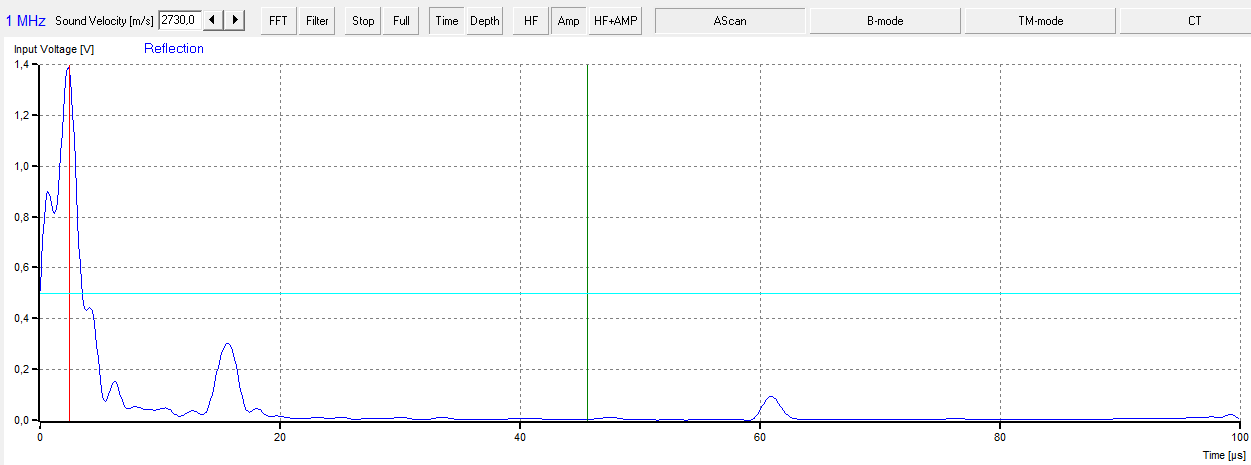 1 MHz Sound Velocity [m/s] 2730,0 FFT Filter Stop Full Time Depth HF Amp HF+AMP AScan B-mode TM-mode CT
Input Voltage [V] Reflection
1,4
1,2
1,0
0,8
0,6
0,4
0,2
0,0
0 20 40 60 80 100
Time [µs]